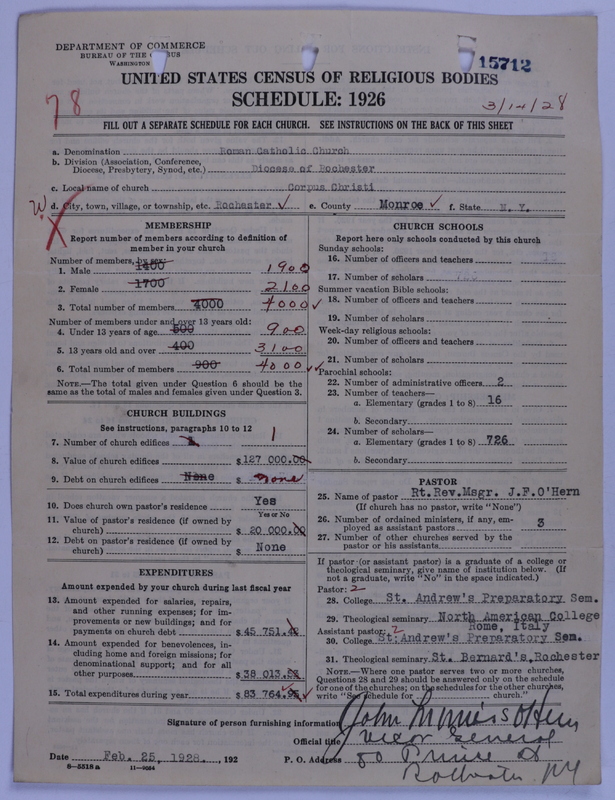 DEPARTMENT OF COMMERCE
BUREAU OF THE CENSUS
WASHINGTON
15712
UNITED STATES CENSUS OF RELIGIOUS BODIES
78
SCHEDULE: 1926
3/14/28
FILL OUT A SEPARATE SCHEDULE FOR EACH CHURCH. SEE INSTRUCTIONS ON THE BACK OF THIS SHEET
a. Denomination Roman Catholic Church
b. Division (Association, Conference,
Diocese, Presbytery, Synod, etc.) Diocese of Rochester
c. Local name of church Corpus Christi
d. City, town, village, or township, etc. Rochester e. County Monroe f. State N. Y.
MEMBERSHIP
Report number of members according to definition of
member in your church
Number of members, by sex:
1. Male 1400 1900
2. Female 1700 2100
3. Total number of members 4000 4000
Number of members under and over 13 years old:
4. Under 13 years of age 500 900
5. 13 years old and over 400 3100
6. Total number of members 900 4000
NOTE.—The total given under Question 6 should be the
same as the total of males and females given under Question 3.
CHURCH BUILDINGS
See instructions, paragraphs 10 to 12
7. Number of church edifices 1 1
8. Value of church edifices $ 127 000.00
9. Debt on church edifices None $ none
10. Does church own pastor's residence Yes
Yes or No
11. Value of pastor's residence (if owned by
church) $ 20 000.00
12. Debt on pastor's residence (if owned by
church) $ None
EXPENDITURES
Amount expended by your church during last fiscal year
13. Amount expended for salaries, repairs,
and other running expenses; for im-
provements or new buildings; and for
payments on church debt $ 45 751.
14. Amount expended for benevolences, in-
cluding home and foreign missions; for
denominational support; and for all
other purposes $ 38 013.
15. Total expenditures during year $ 83 764.
CHURCH SCHOOLS
Report here only schools conducted by this church
Sunday schools:
16. Number of officers and teachers
17. Number of scholars
Summer vacation Bible schools:
18. Number of officers and teachers
19. Number of scholars
Week-day religious schools:
20. Number of officers and teachers
21. Number of scholars
Parochial schools:
22. Number of administrative officers 2
23. Number of teachers—
a. Elementary (grades 1 to 8) 16
b. Secondary
24. Number of scholars—
a. Elementary (grades 1 to 8) 726
b. Secondary
PASTOR
25. Name of pastor Rt.Rev.Msgr. J.F.O'Hern
(If church has no pastor, write "None")
26. Number of ordained ministers, if any, em-
ployed as assistant pastors 3
27. Number of other churches served by the
pastor or his assistants
If pastor (or assistant pastor) is a graduate of a college or
theological seminary, give name of institution below. (If
not a graduate, write "No" in the space indicated.)
Pastor: 2
28. College St. Andrew's Preparatory Sem.
29. Theological seminary North American College
Rome, Italy
Assistant pastor: 2
30. College St. Andrew's Preparatory Sem.
31. Theological seminary St. Bernard's, Rochester
NOTE.—Where one pastor serves two or more churches,
Questions 28 and 29 should be answered only on the schedule
for one of the churches; on the schedules for the other churches,
write "See schedule for church."
Signature of person furnishing information John Francis O'Hern
Official title Vicar General
Date Feb. 25, 1928. , 192 P. O. Address 50 Prince St
8-5518 a 11-9054 Rochester NY